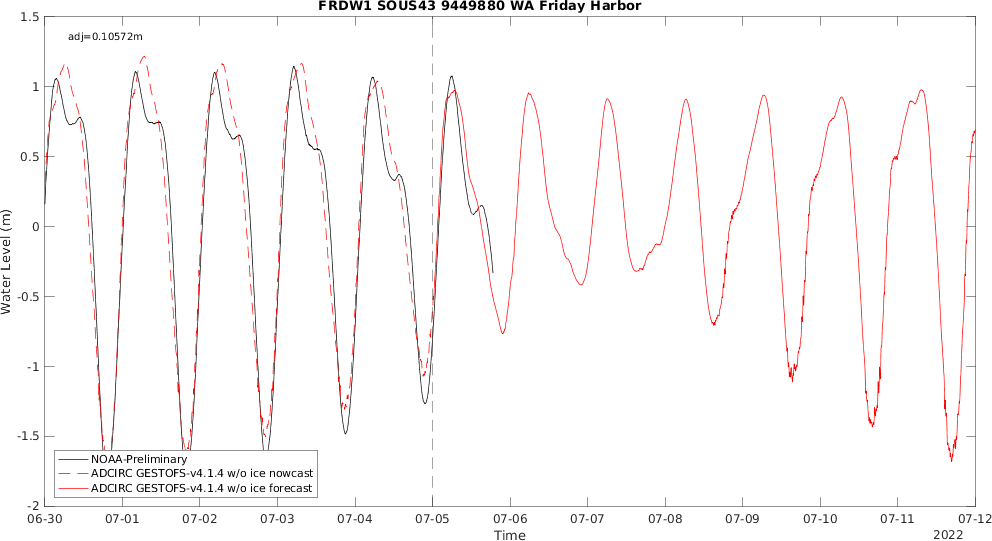 FRDW1 SOUS43 9449880 WA Friday Harbor
adj=0.10572m
1.5
1
0.5
0
-0.5
-1
-1.5
-2
Water Level (m)
NOAA-Preliminary
ADCIRC GESTOFS-v4.1.4 w/o ice nowcast
ADCIRC GESTOFS-v4.1.4 w/o ice forecast
06-30 07-01 07-02 07-03 07-04 07-05 07-06 07-07 07-08 07-09 07-10 07-11 07-12
Time
2022